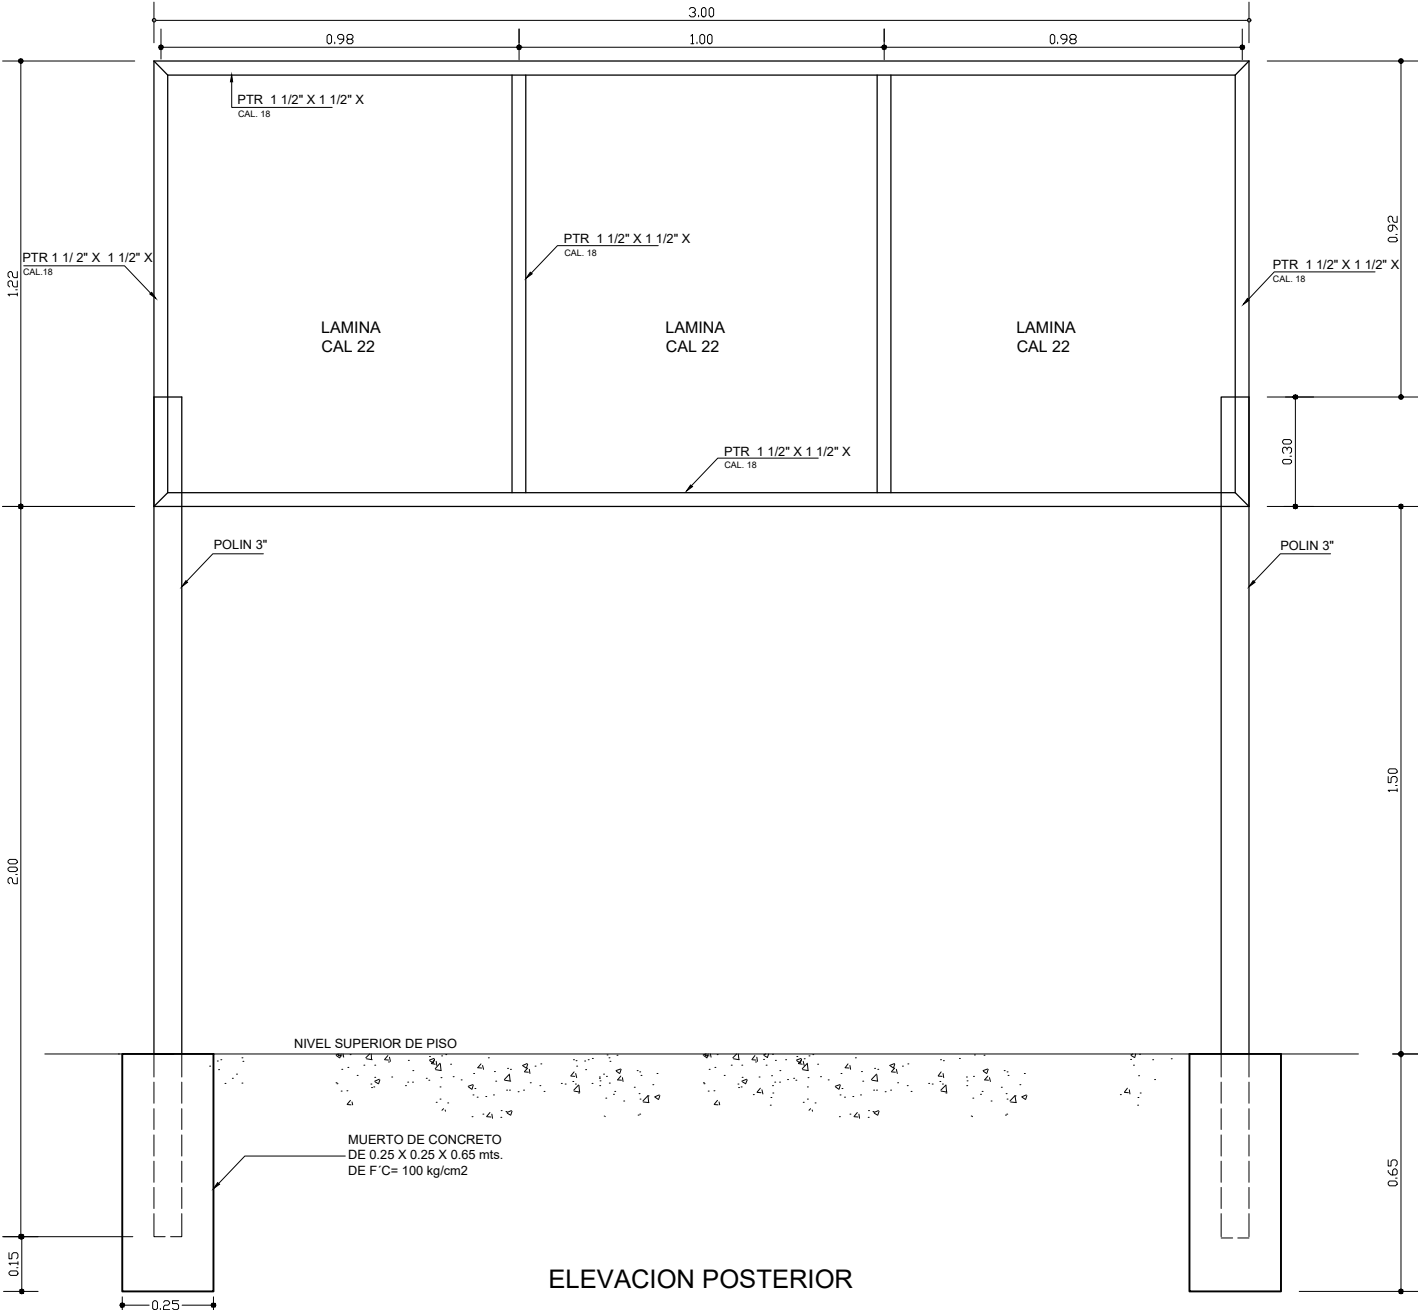 3.00
0.98
1.00
0.98
PTR 1 1/2" X 1 1/2" X
CAL. 18
PTR 1 1/2" X 1 1/2" X
CAL. 18
0.92
PTR 1 1/ 2" X 1 1/2" X
CAL.18
PTR 1 1/2" X 1 1/2" X
CAL. 18
1.22
LAMINA
CAL 22
LAMINA
CAL 22
LAMINA
CAL 22
PTR 1 1/2" X 1 1/2" X
CAL. 18
0.30
POLIN 3"
POLIN 3"
1.50
2.00
NIVEL SUPERIOR DE PISO
MUERTO DE CONCRETO
DE 0.25 X 0.25 X 0.65 mts.
DE F´C= 100 kg/cm2
0.65
0.15
ELEVACION POSTERIOR
0.25